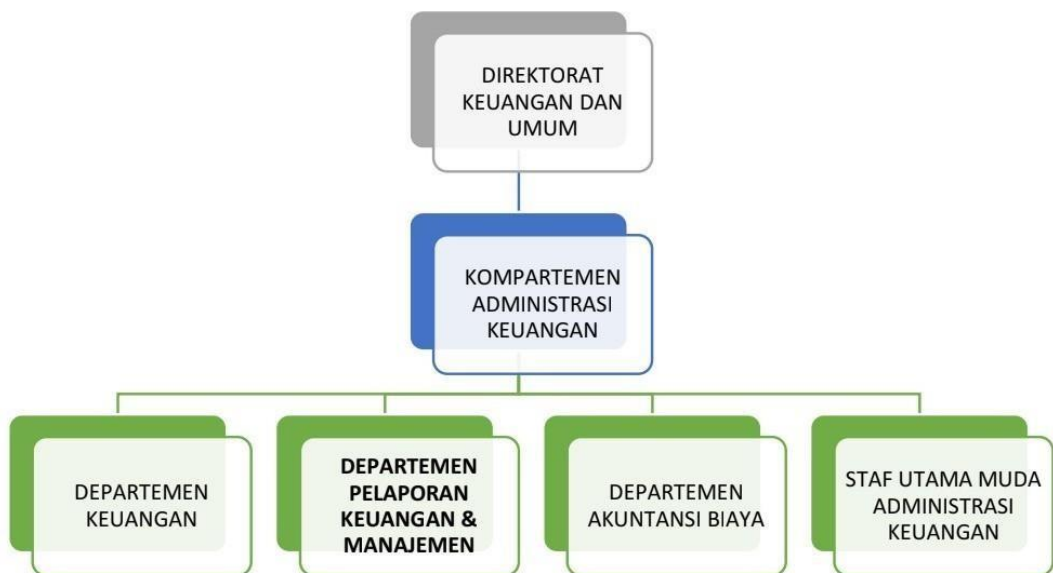 DIREKTORAT
KEUANGAN DAN
UMUM
KOMPARTEMEN
ADMINISTRASI
KEUANGAN
DEPARTEMEN
KEUANGAN
DEPARTEMEN
PELAPORAN
KEUANGAN &
MANAJEMEN
DEPARTEMEN
AKUNTANSI BIAYA
STAF UTAMA MUDA
ADMINISTRASI
KEUANGAN